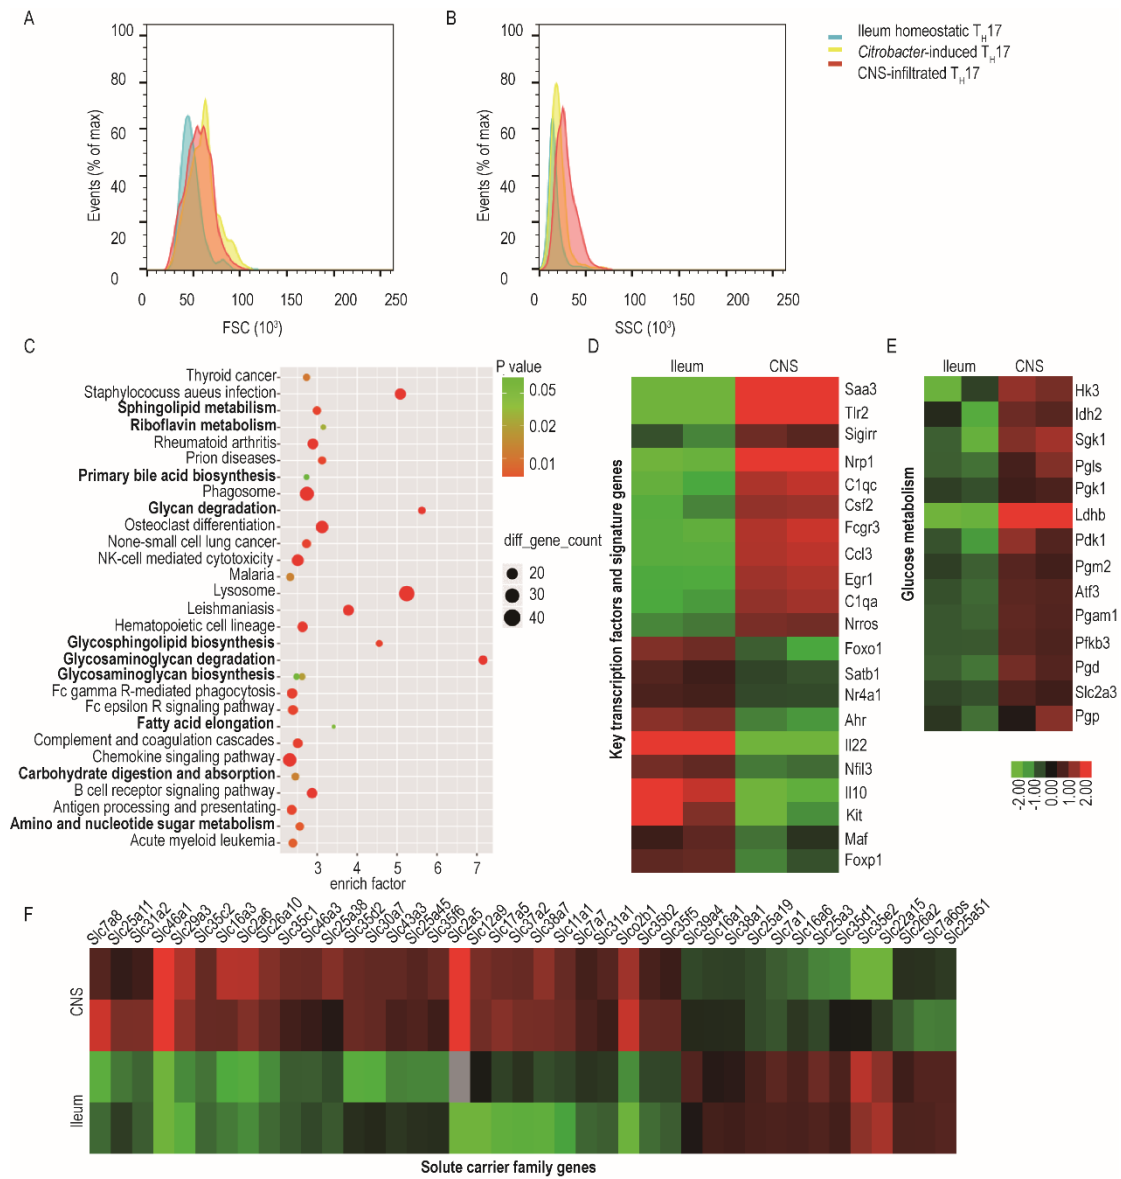 A
B
Ileum homeostatic TH17
Citrobacter-induced TH17
CNS-infiltrated TH17
100
80
60
40
20
0
Events (% of max)
0 50 100 150 200 250
FSC (10³)
100
80
60
40
20
0
Events (% of max)
0 50 100 150 200 250
SSC (10³)
C
Thyroid cancer
Staphylocucss aueus infection
Sphingolipid metabilism
Riboflavin metabolism
Rheumatoid arthritis
Prion diseases
Primary bile acid biosynthesis
Phagosome
Glycan degradation
Osteoclast differentiation
None-small cell lung cancer
NK-cell mediated cytotoxicity
Malaria
Lysosome
Leishmaniasis
Hematopoietic cell lineage
Glycosphingolipid biosynthesis
Glycosaminoglycan degradation
Glycosaminoglycan biosynthesis
Fc gamma R-mediated phagocytosis
Fc epsilon R signaling pathway
Fatty acid elongation
Complement and coagulation cascades
Chemokine singaling pathway
Carbohydrate digestion and absorption
B cell receptor signaling pathway
Antigen processing and presentating
Amino and nucleotide sugar metabolism
Acute myeloid leukemia
3 4 5 6 7
enrich factor
P value
0.05
0.02
0.01
diff_gene_count
20
30
40
D
Ileum CNS
Key transcription factors and signature genes
Saa3
Tlr2
Sigirr
Nrp1
C1qc
Csf2
Fcgr3
Ccl3
Egr1
C1qa
Nrros
Foxo1
Satb1
Nr4a1
Ahr
Il22
Nfil3
Il10
Kit
Maf
Foxp1
E
Ileum CNS
Glucose metabolism
Hk3
Idh2
Sgk1
Pgls
Pgk1
Ldhb
Pdk1
Pgm2
Atf3
Pgam1
Pfkb3
Pgd
Slc2a3
Pgp
-2.00 -1.00 0.00 1.00 2.00
F
Slc7a8
Slc25a11
Slc31a2
Slc46a1
Slc29a3
Slc35c2
Slc16a3
Slc2a6
Slc26a10
Slc35c1
Slc46a3
Slc25a38
Slc35d2
Slc30a7
Slc43a3
Slc25a45
Slc35f6
Slc2a5
Slc12a9
Slc17a5
Slc37a2
Slc38a7
Slc11a1
Slc7a7
Slc31a1
Slco2b1
Slc35b2
Slc35f5
Slc39a4
Slc16a1
Slc38a1
Slc25a19
Slc7a1
Slc16a6
Slc25a3
Slc35d1
Slc35e2
Slc22a15
Slc26a2
Slc7a6os
Slc25a51
CNS
Ileum
Solute carrier family genes